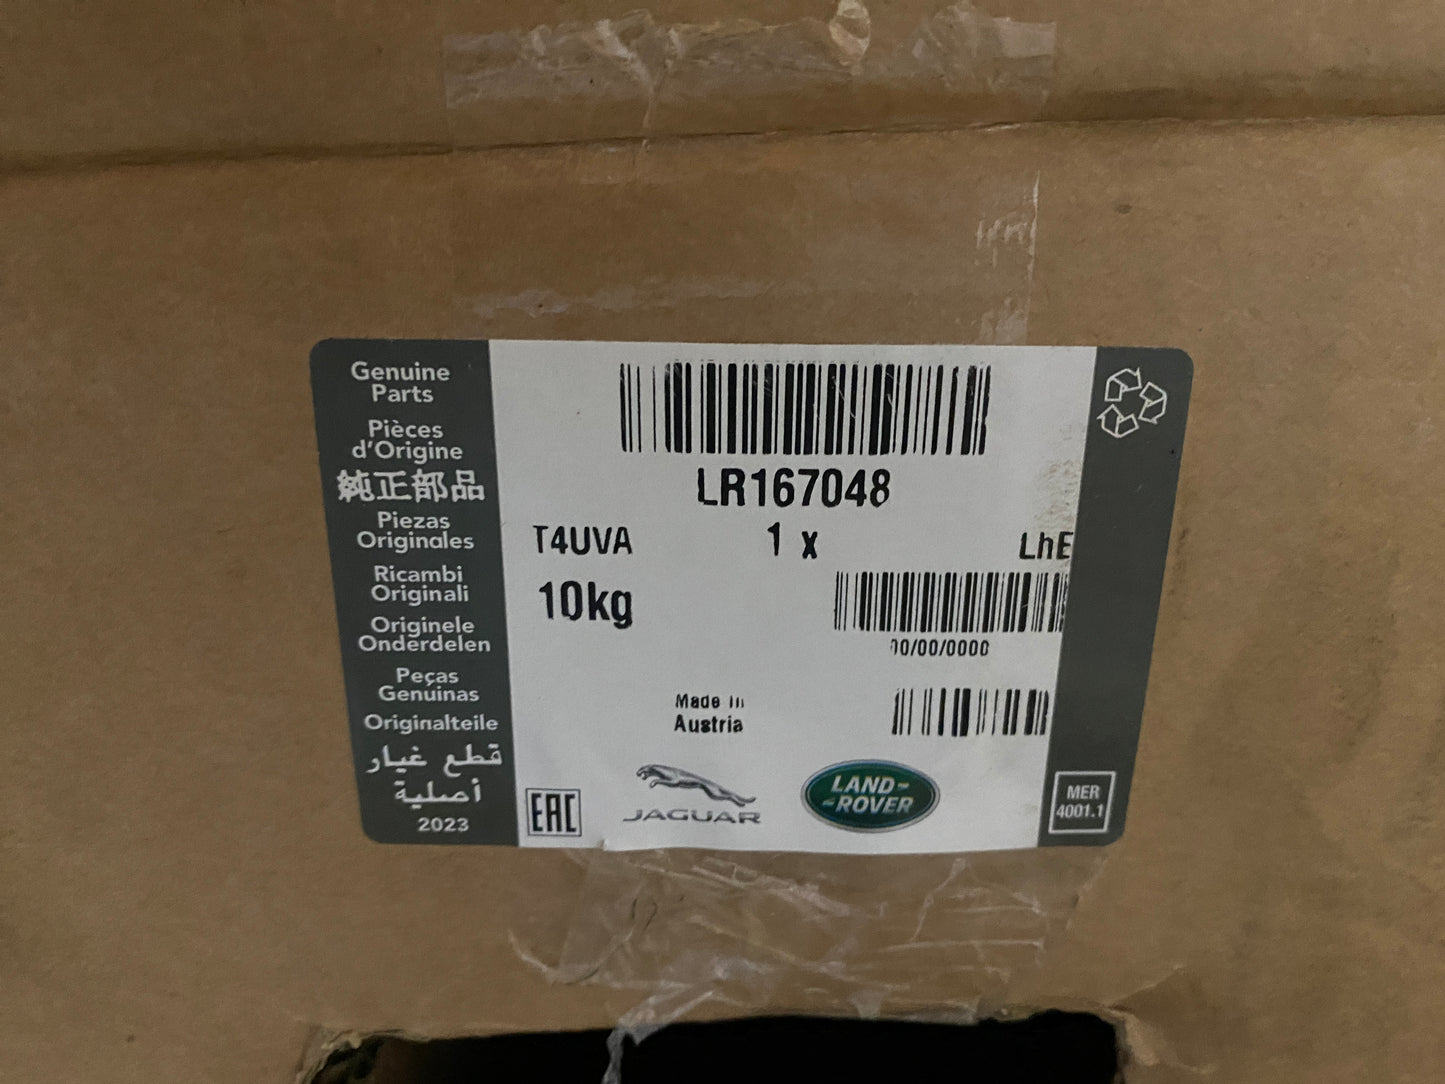 Genuine
Parts
Pièces
d'Origine
純正部品
Piezas
Originales
Ricambi
Originali
Originele
Onderdelen
Peças
Genuinas
Originalteile
قطع غيار
أصلية
2023
LR167048
T4UVA 1 x LhE
10kg
00/00/0000
Made in
Austria
EAC
JAGUAR
LAND-
-ROVER
MER
4001.1